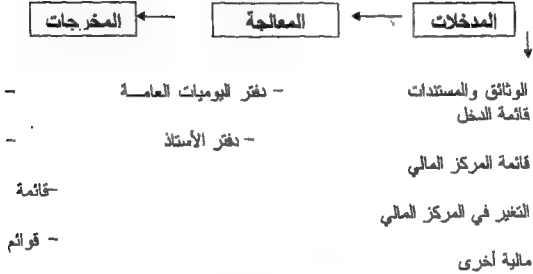 المدخلات المعالجة المخرجات
الوثائق والمستندات - دفتر اليوميات العامــة -
قائمة الدخل
- دفتر الأستاذ -
قائمة المركز المالي
-قائمة
التغير في المركز المالي
- قوائم
مالية أخرى